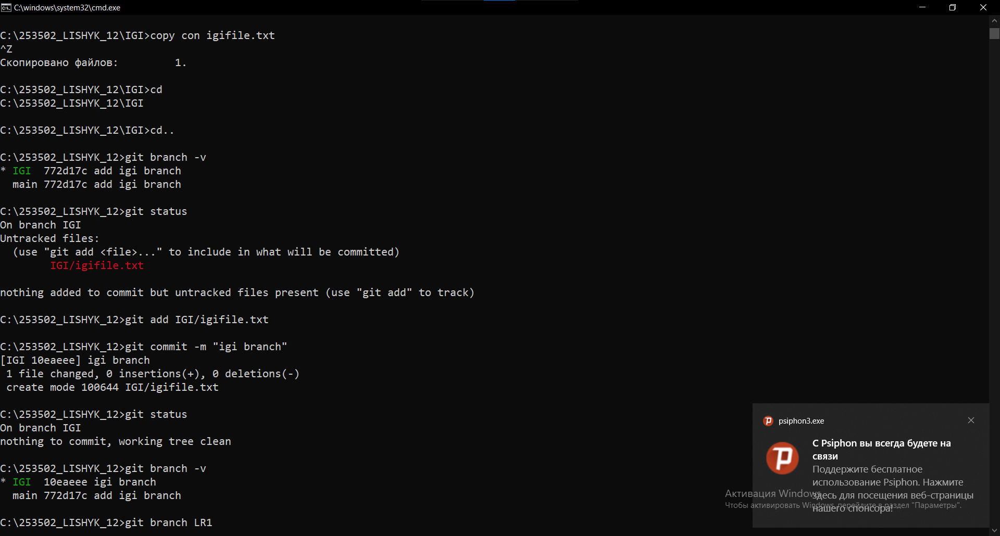 C:\windows\system32\cmd.exe
C:\253502_LISHYK_12\IGI>copy con igifile.txt
^Z
Скопировано файлов:         1.
C:\253502_LISHYK_12\IGI>cd
C:\253502_LISHYK_12\IGI
C:\253502_LISHYK_12\IGI>cd..
C:\253502_LISHYK_12>git branch -v
* IGI  772d17c add igi branch
  main 772d17c add igi branch
C:\253502_LISHYK_12>git status
On branch IGI
Untracked files:
  (use "git add <file>..." to include in what will be committed)
        IGI/igifile.txt
nothing added to commit but untracked files present (use "git add" to track)
C:\253502_LISHYK_12>git add IGI/igifile.txt
C:\253502_LISHYK_12>git commit -m "igi branch"
[IGI 10eaeee] igi branch
 1 file changed, 0 insertions(+), 0 deletions(-)
 create mode 100644 IGI/igifile.txt
C:\253502_LISHYK_12>git status
On branch IGI
nothing to commit, working tree clean
C:\253502_LISHYK_12>git branch -v
* IGI  10eaeee igi branch
  main 772d17c add igi branch
C:\253502_LISHYK_12>git branch LR1
psiphon3.exe
С Psiphon вы всегда будете на
связи
Поддержите бесплатное
использование Psiphon. Нажмите
здесь для посещения веб-страницы
нашего спонсора!
Активация Windows
Чтобы активировать Windows, перейдите в раздел "Параметры".